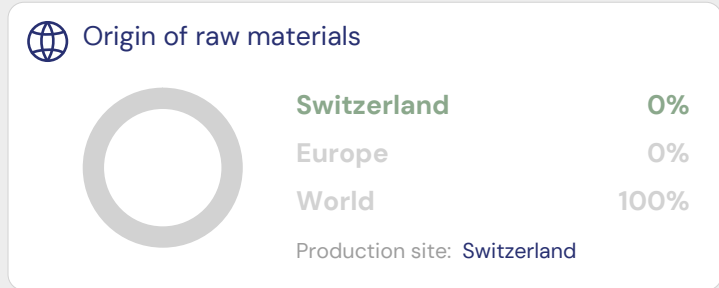 Origin of raw materials
Switzerland 0%
Europe 0%
World 100%
Production site: Switzerland